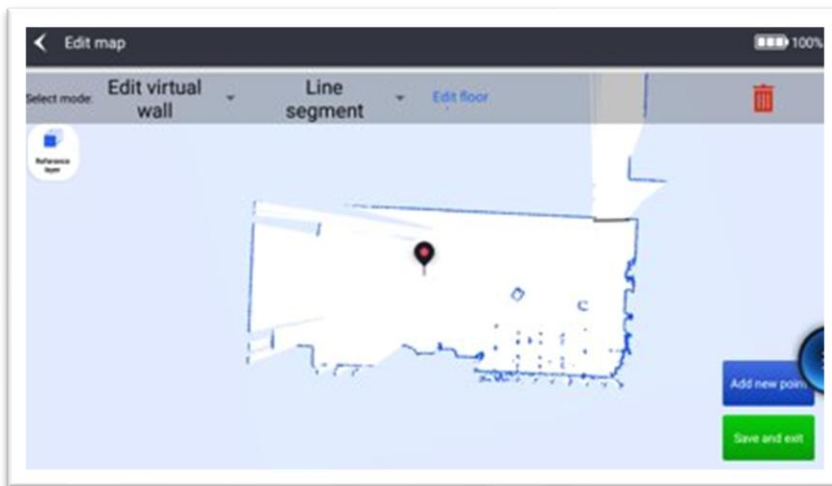 Edit map
100%
Select mode:
Edit virtual
wall
Line
segment
Edit floor
Reference
layer
Add new point
Save and exit